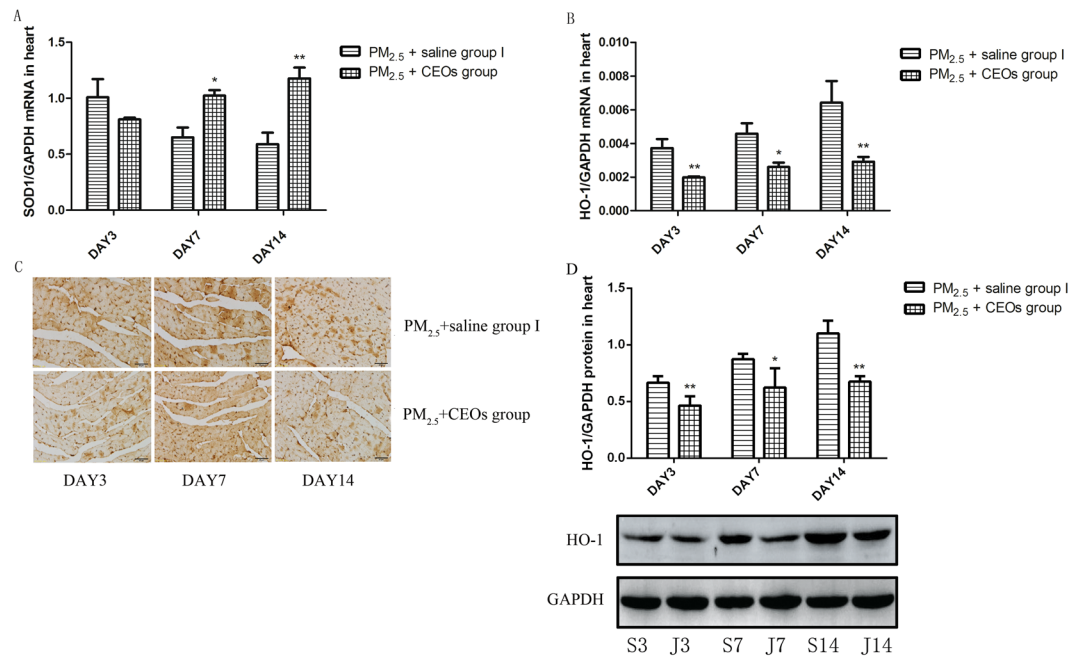 A
SOD1/GAPDH mRNA in heart
1.5
1.0
0.5
0.0
DAY3
DAY7
DAY14
*
**
PM2.5 + saline group I
PM2.5 + CEOs group
B
HO-1/GAPDH mRNA in heart
0.010
0.008
0.006
0.004
0.002
0.000
DAY3
DAY7
DAY14
**
*
**
PM2.5 + saline group I
PM2.5 + CEOs group
C
PM2.5+saline group I
PM2.5+CEOs group
DAY3
DAY7
DAY14
D
HO-1/GAPDH protein in heart
1.5
1.0
0.5
0.0
DAY3
DAY7
DAY14
**
*
**
PM2.5 + saline group I
PM2.5 + CEOs group
HO-1
GAPDH
S3 J3 S7 J7 S14 J14